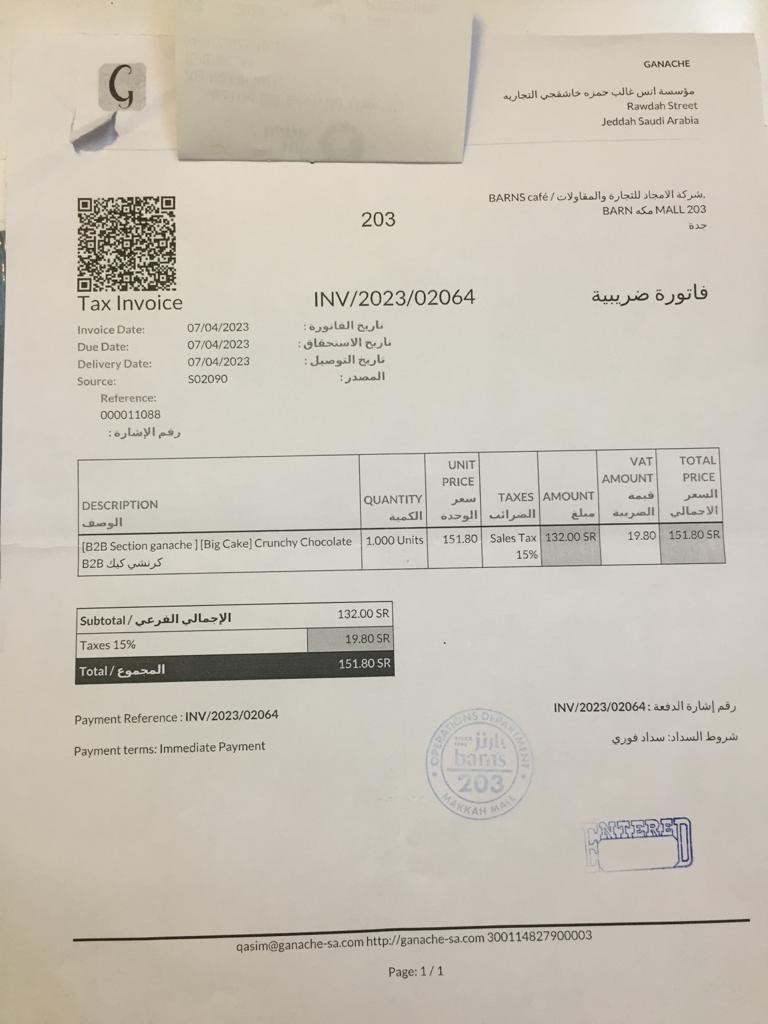 G
GANACHE
مؤسسة انس غالب حمزه خاشقجي التجاريه
Rawdah Street
Jeddah Saudi Arabia
BARNS café / شركة الامجاد للتجارة والمقاولات,
BARN مكه MALL 203
جدة
203
Tax Invoice
INV/2023/02064
فاتورة ضريبية
Invoice Date: 07/04/2023 تاريخ الفاتورة :
Due Date: 07/04/2023 تاريخ الاستحقاق :
Delivery Date: 07/04/2023 تاريخ التوصيل :
Source: S02090 المصدر :
Reference:
000011088
رقم الإشارة :
DESCRIPTION الوصف
QUANTITY الكمية
UNIT PRICE سعر الوحدة
TAXES الضرائب
AMOUNT مبلغ
VAT AMOUNT قيمه الضريبه
TOTAL PRICE السعر الاجمالي
[B2B Section ganache ] [Big Cake] Crunchy Chocolate 1.000 Units 151.80 Sales Tax 132.00 SR 19.80 151.80 SR
B2B كرنشي كيك 15%
Subtotal / الإجمالي الفرعي 132.00 SR
Taxes 15% 19.80 SR
Total / المجموع 151.80 SR
Payment Reference : INV/2023/02064
رقم إشارة الدفعة : INV/2023/02064
Payment terms: Immediate Payment
شروط السداد: سداد فوري
OPERATIONS DEPARTMENT
بارنز
barns
203
MAKKAH MALL
ENTERED
qasim@ganache-sa.com http://ganache-sa.com 300114827900003
Page: 1 / 1